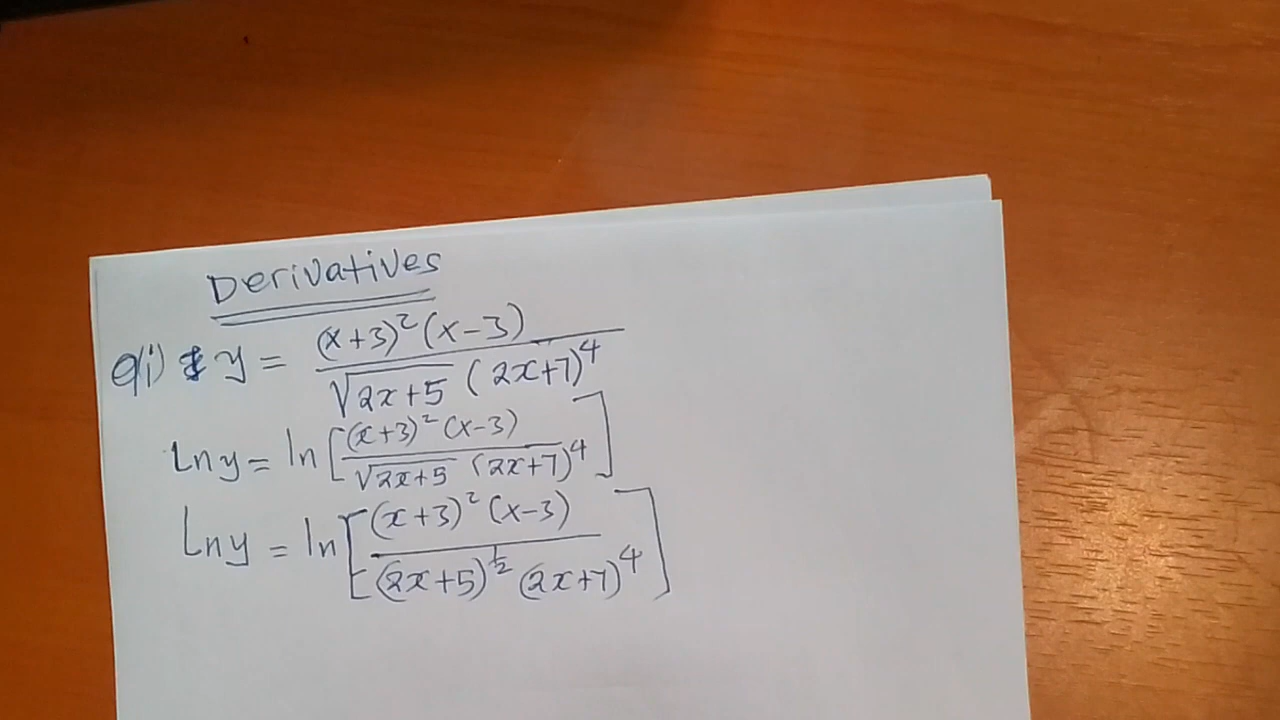 Derivatives
Q(i) y = (x+3)²(x-3) / √2x+5 (2x+7)⁴
Ln y = ln [(x+3)²(x-3) / √2x+5 (2x+7)⁴]
Ln y = ln [(x+3)²(x-3) / (2x+5)^½ (2x+7)⁴]